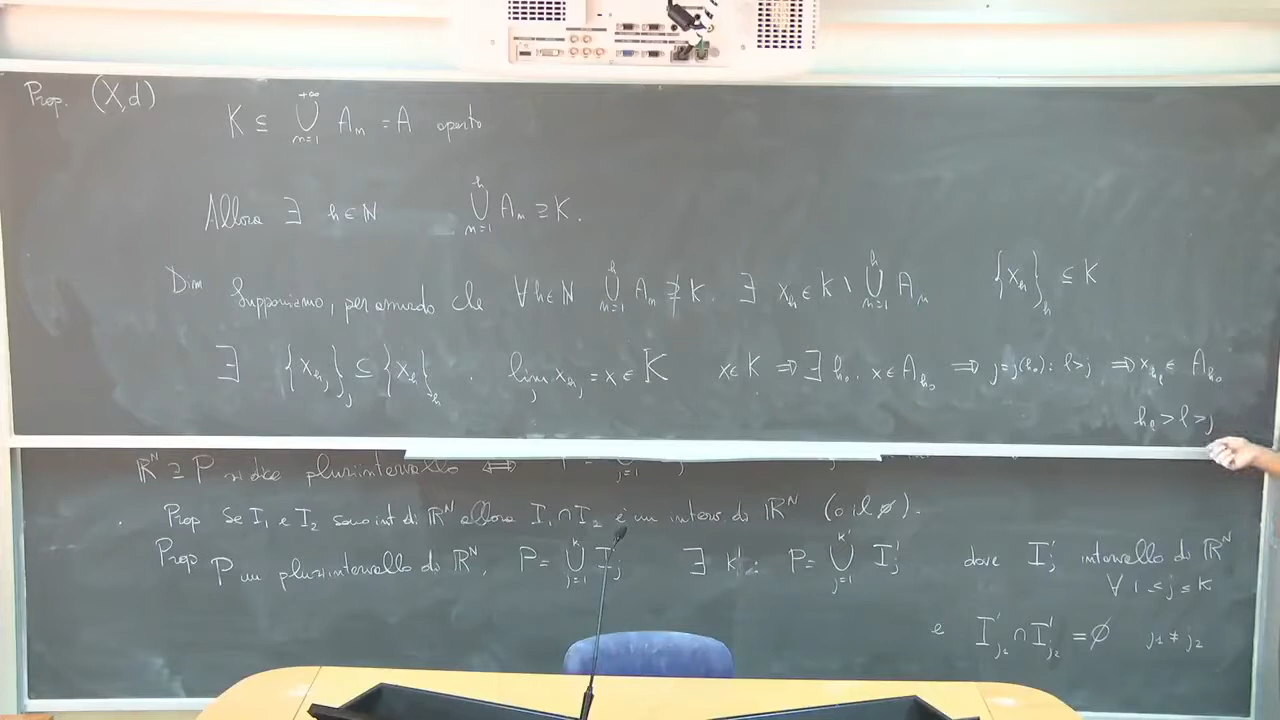 Prop. (X,d)
K ⊆ ⋃_{n=1}^{+∞} A_n = A aperto
Allora ∃ h∈ℕ ⋃_{n=1}^{h} A_n ⊇ K.
Dim Supponiamo, per assurdo che ∀h∈ℕ ⋃_{n=1}^{h} A_n ⊉ K. ∃ x_h ∈ K \ ⋃_{n=1}^{h} A_n {x_h}_h ⊆ K
∃ {x_{h_j}}_j ⊆ {x_h}_h . lim_j x_{h_j} = x ∈ K x∈K ⇒ ∃ h_0. x∈A_{h_0} ⇒ j=j(h_0): l>j ⇒ x_{h_l} ∈ A_{h_0}
h_l > l > j
ℝ^N ⊇ P si dice plurintervallo ⟺
Prop Se I_1 e I_2 sono int di ℝ^N allora I_1 ∩ I_2 è un interv. di ℝ^N (o il ∅).
Prop P un plurintervallo di ℝ^N, P = ⋃_{j=1}^{k} I_j ∃ k': P = ⋃_{j=1}^{k'} I'_j dove I'_j intervallo di ℝ^N
∀ 1 ≤ j ≤ k
e I'_{j_1} ∩ I'_{j_2} = ∅ j_1 ≠ j_2